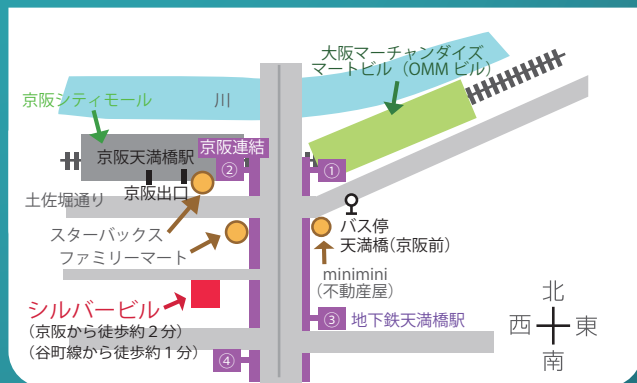 大阪マーチャンダイズ
マートビル（OMMビル）
京阪シティモール
川
京阪連結
京阪天満橋駅
②
①
京阪出口
土佐堀通り
バス停
天満橋(京阪前)
スターバックス
ファミリーマート
minimini
(不動産屋)
シルバービル
(京阪から徒歩約２分)
(谷町線から徒歩約１分)
③ 地下鉄天満橋駅
④
北
西
東
南